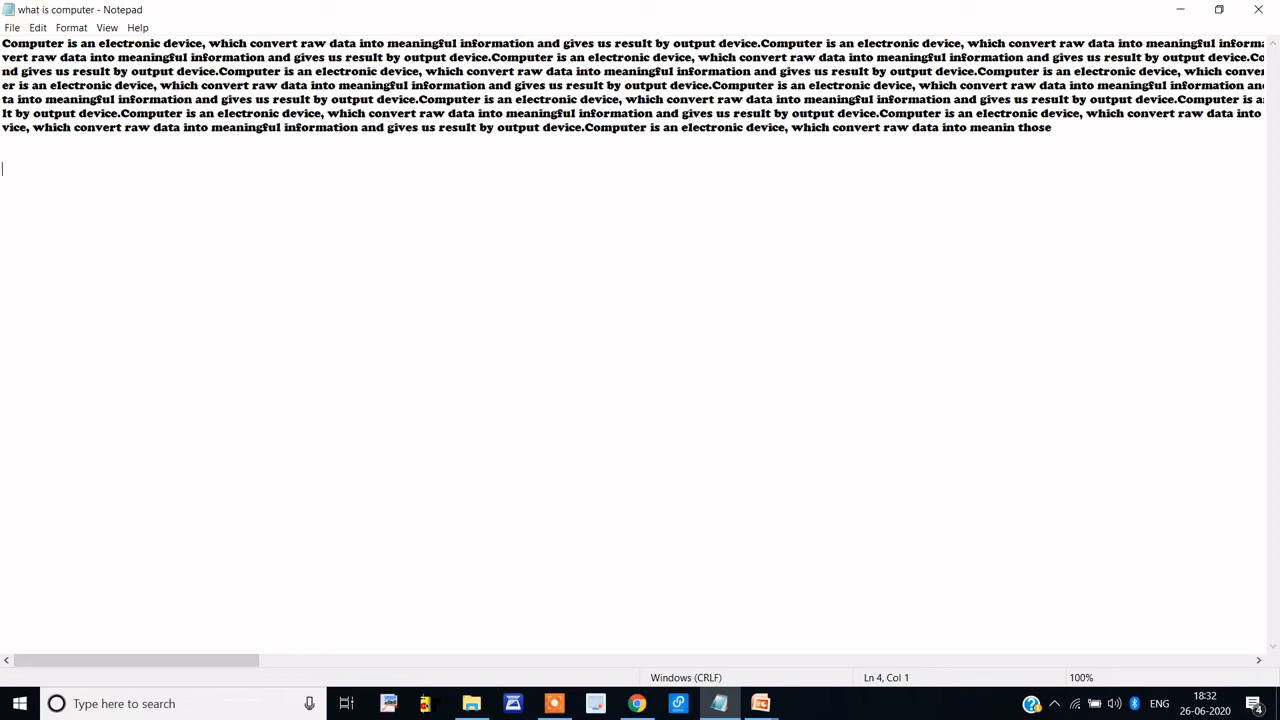 what is computer - Notepad
File Edit Format View Help
Computer is an electronic device, which convert raw data into meaningful information and gives us result by output device.Computer is an electronic device, which convert raw data into meaningful informa
vert raw data into meaningful information and gives us result by output device.Computer is an electronic device, which convert raw data into meaningful information and gives us result by output device.Co
nd gives us result by output device.Computer is an electronic device, which convert raw data into meaningful information and gives us result by output device.Computer is an electronic device, which conver
er is an electronic device, which convert raw data into meaningful information and gives us result by output device.Computer is an electronic device, which convert raw data into meaningful information an
ta into meaningful information and gives us result by output device.Computer is an electronic device, which convert raw data into meaningful information and gives us result by output device.Computer is a
lt by output device.Computer is an electronic device, which convert raw data into meaningful information and gives us result by output device.Computer is an electronic device, which convert raw data into
vice, which convert raw data into meaningful information and gives us result by output device.Computer is an electronic device, which convert raw data into meanin those
Windows (CRLF) Ln 4, Col 1 100%
Type here to search
ENG
18:32
26-06-2020
4